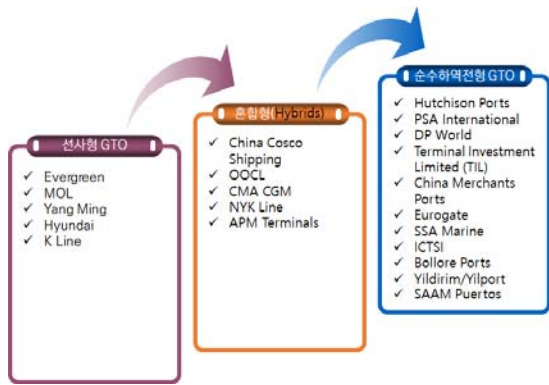 선사형 GTO
✓ Evergreen
✓ MOL
✓ Yang Ming
✓ Hyundai
✓ K Line
혼합형(Hybrids)
✓ China Cosco
Shipping
✓ OOCL
✓ CMA CGM
✓ NYK Line
✓ APM Terminals
순수하역전형 GTO
✓ Hutchison Ports
✓ PSA International
✓ DP World
✓ Terminal Investment
Limited (TIL)
✓ China Merchants
Ports
✓ Eurogate
✓ SSA Marine
✓ ICTSI
✓ Bollore Ports
✓ Yildirim/Yilport
✓ SAAM Puertos